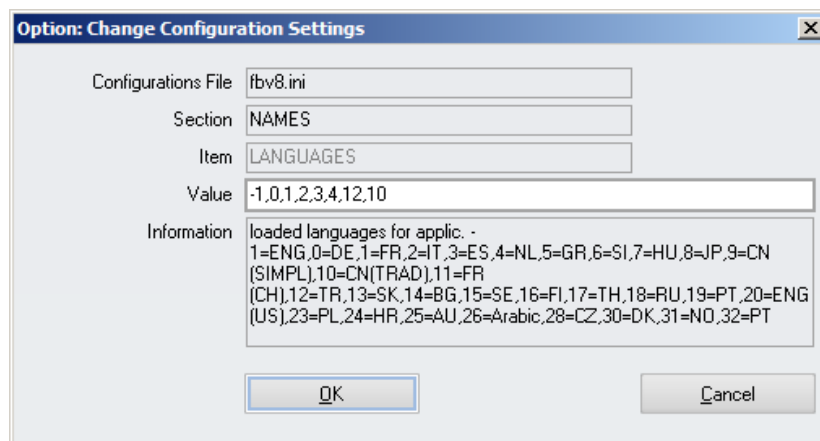 Option: Change Configuration Settings
Configurations File fbv8.ini
Section NAMES
Item LANGUAGES
Value -1,0,1,2,3,4,12,10
Information loaded languages for applic. -
1=ENG,0=DE,1=FR,2=IT,3=ES,4=NL,5=GR,6=SI,7=HU,8=JP,9=CN
(SIMPL),10=CN(TRAD),11=FR
(CH),12=TR,13=SK,14=BG,15=SE,16=FI,17=TH,18=RU,19=PT,20=ENG
(US),23=PL,24=HR,25=AU,26=Arabic,28=CZ,30=DK,31=NO,32=PT
OK Cancel